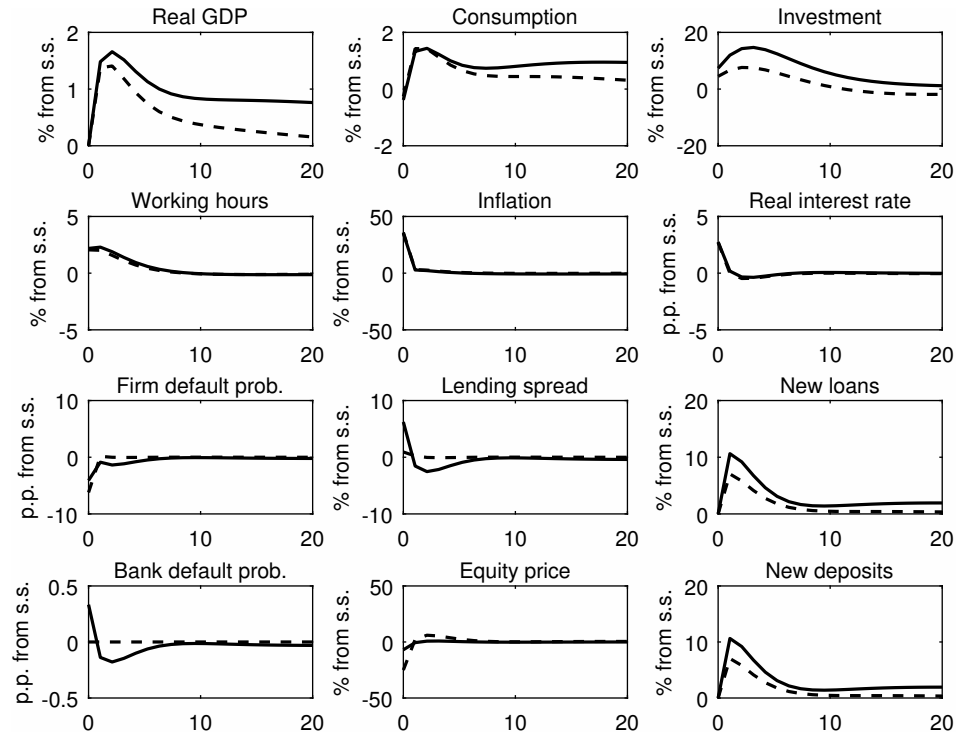 Real GDP
% from s.s.
2
1
0
0 10 20
Consumption
% from s.s.
2
0
-2
0 10 20
Investment
% from s.s.
20
0
-20
0 10 20
Working hours
% from s.s.
5
0
-5
0 10 20
Inflation
% from s.s.
50
0
-50
0 10 20
Real interest rate
p.p. from s.s.
5
0
-5
0 10 20
Firm default prob.
p.p. from s.s.
10
0
-10
0 10 20
Lending spread
% from s.s.
10
0
-10
0 10 20
New loans
% from s.s.
20
10
0
0 10 20
Bank default prob.
p.p. from s.s.
0.5
0
-0.5
0 10 20
Equity price
% from s.s.
50
0
-50
0 10 20
New deposits
% from s.s.
20
10
0
0 10 20